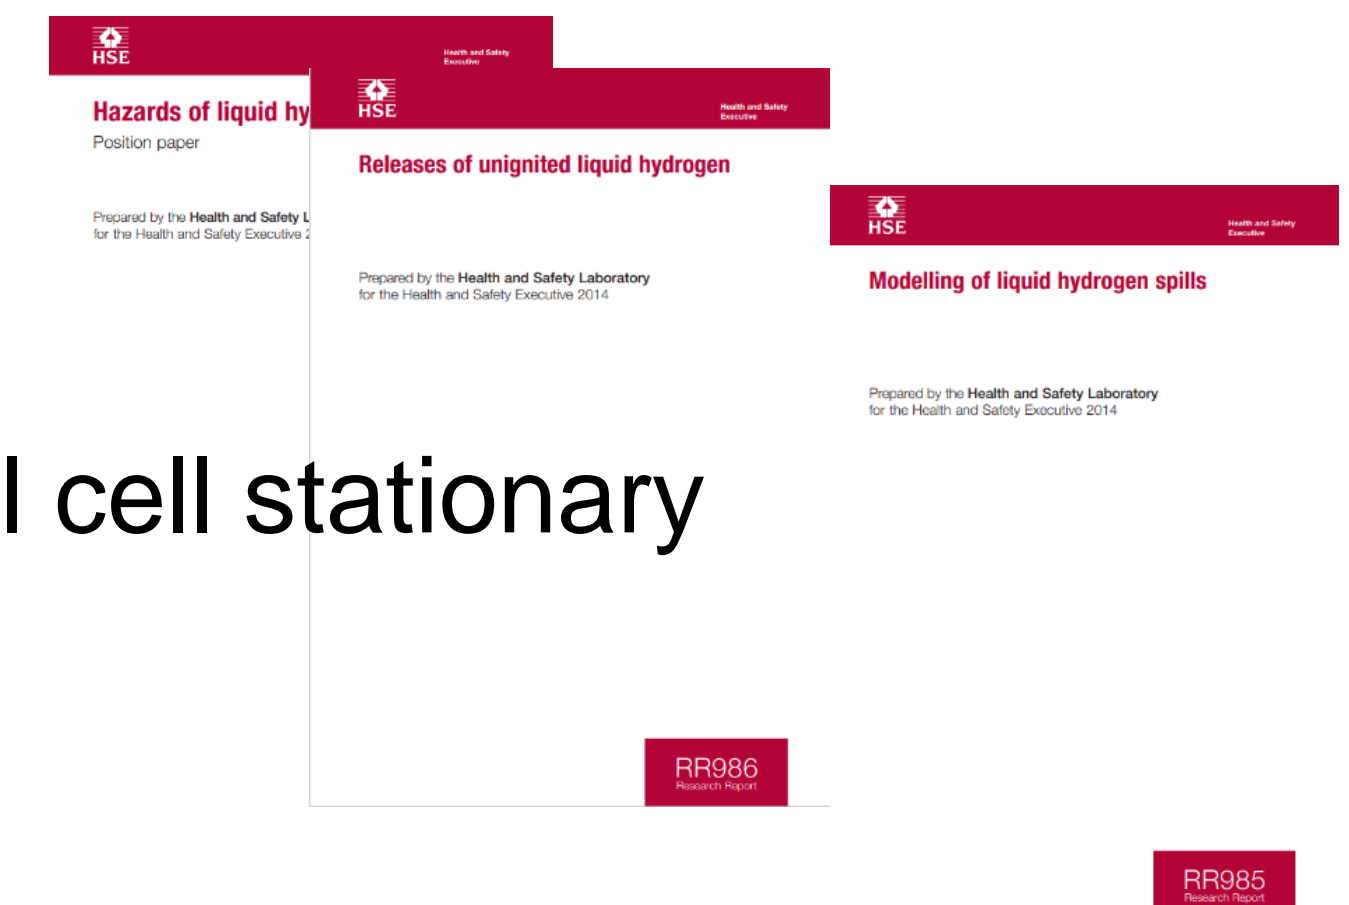 HSE
Health and Safety
Executive
Hazards of liquid hy
Position paper
Prepared by the Health and Safety L
for the Health and Safety Executive 2
HSE
Health and Safety
Executive
Releases of unignited liquid hydrogen
Prepared by the Health and Safety Laboratory
for the Health and Safety Executive 2014
RR986
Research Report
HSE
Health and Safety
Executive
Modelling of liquid hydrogen spills
Prepared by the Health and Safety Laboratory
for the Health and Safety Executive 2014
RR985
Research Report
l cell stationary